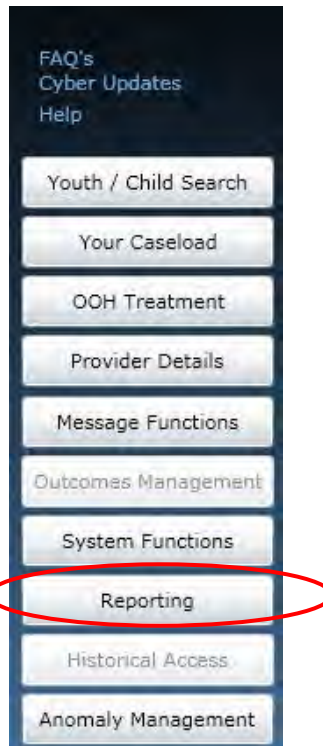 FAQ's
Cyber Updates
Help
Youth / Child Search
Your Caseload
OOH Treatment
Provider Details
Message Functions
Outcomes Management
System Functions
Reporting
Historical Access
Anomaly Management